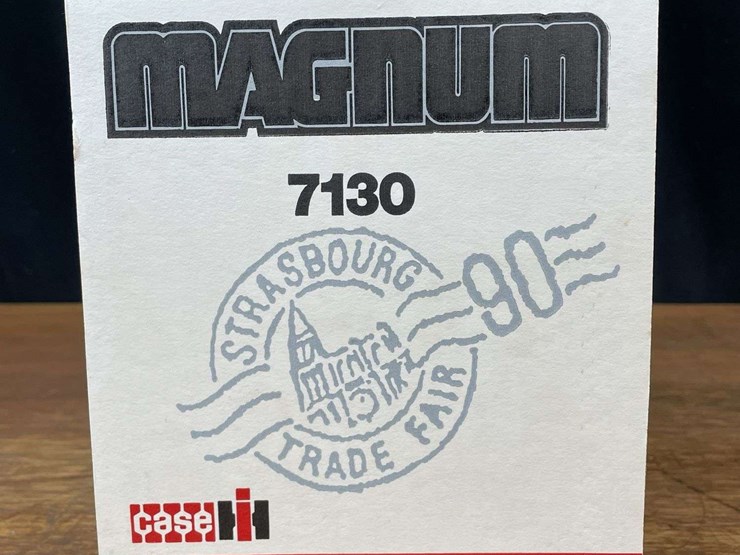 MAGNUM
7130
STRASBOURG
90
TRADE FAIR
case IH